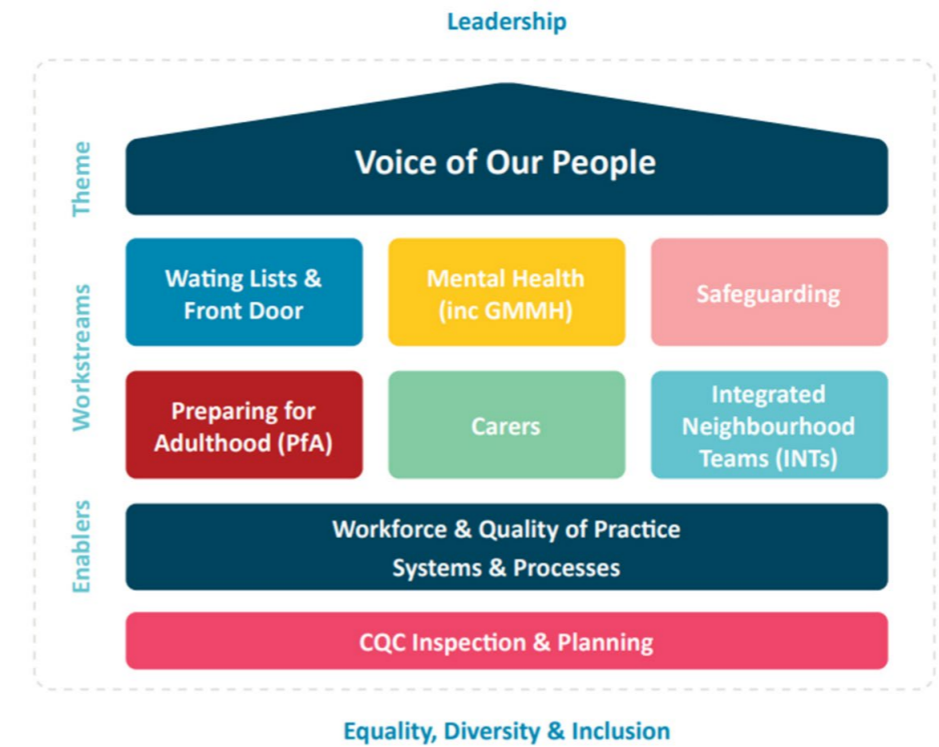 Leadership
Theme
Voice of Our People
Workstreams
Wating Lists &
Front Door
Mental Health
(inc GMMH)
Safeguarding
Preparing for
Adulthood (PfA)
Carers
Integrated
Neighbourhood
Teams (INTs)
Enablers
Workforce & Quality of Practice
Systems & Processes
CQC Inspection & Planning
Equality, Diversity & Inclusion